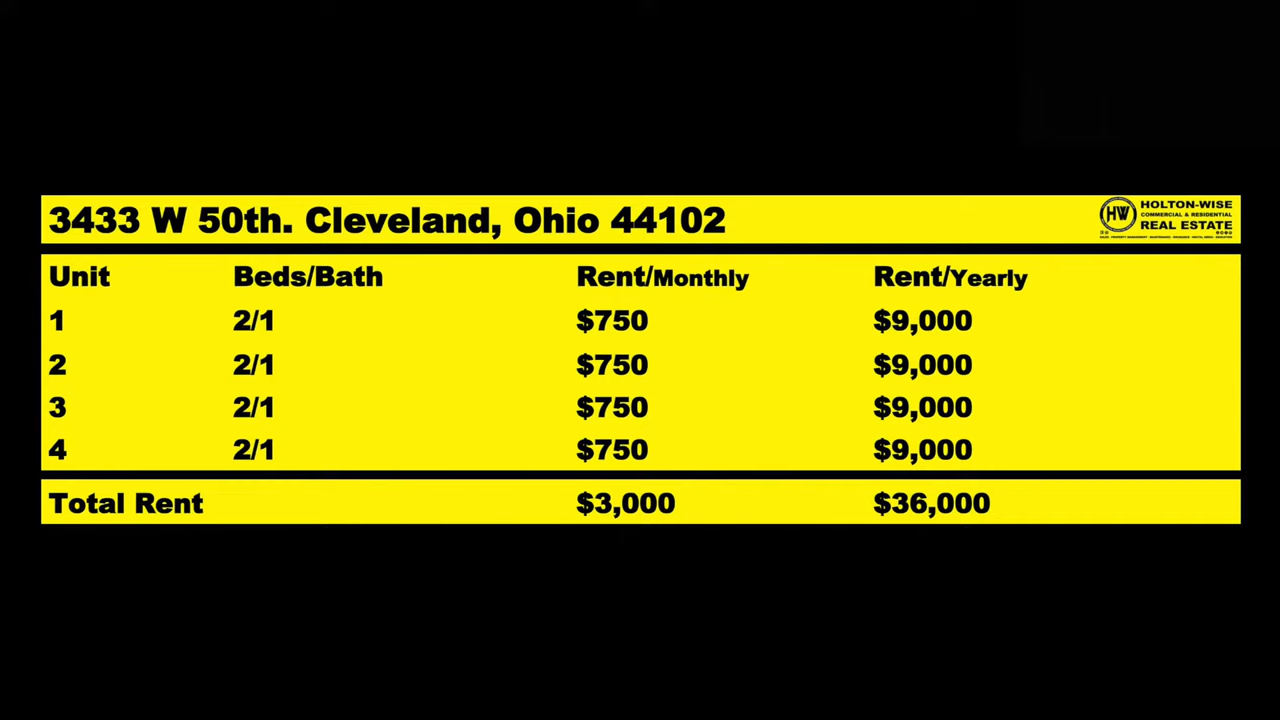 3433 W 50th. Cleveland, Ohio 44102
HW
HOLTON-WISE
COMMERCIAL & RESIDENTIAL
REAL ESTATE
Unit Beds/Bath Rent/Monthly Rent/Yearly
1 2/1 $750 $9,000
2 2/1 $750 $9,000
3 2/1 $750 $9,000
4 2/1 $750 $9,000
Total Rent $3,000 $36,000